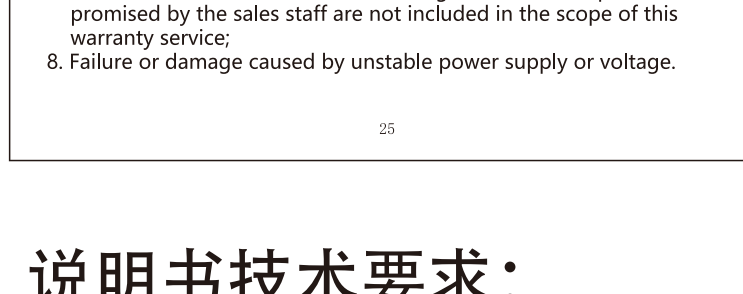 promised by the sales staff are not included in the scope of this
warranty service;
8. Failure or damage caused by unstable power supply or voltage.
25
说明书技术要求：